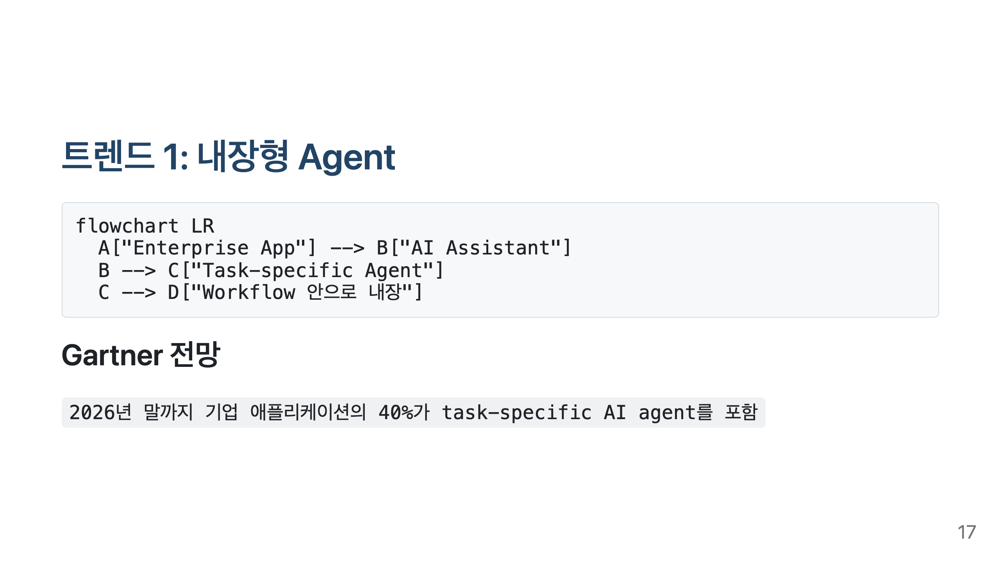 트렌드 1: 내장형 Agent
flowchart LR
  A["Enterprise App"] --> B["AI Assistant"]
  B --> C["Task-specific Agent"]
  C --> D["Workflow 안으로 내장"]
Gartner 전망
2026년 말까지 기업 애플리케이션의 40%가 task-specific AI agent를 포함
17